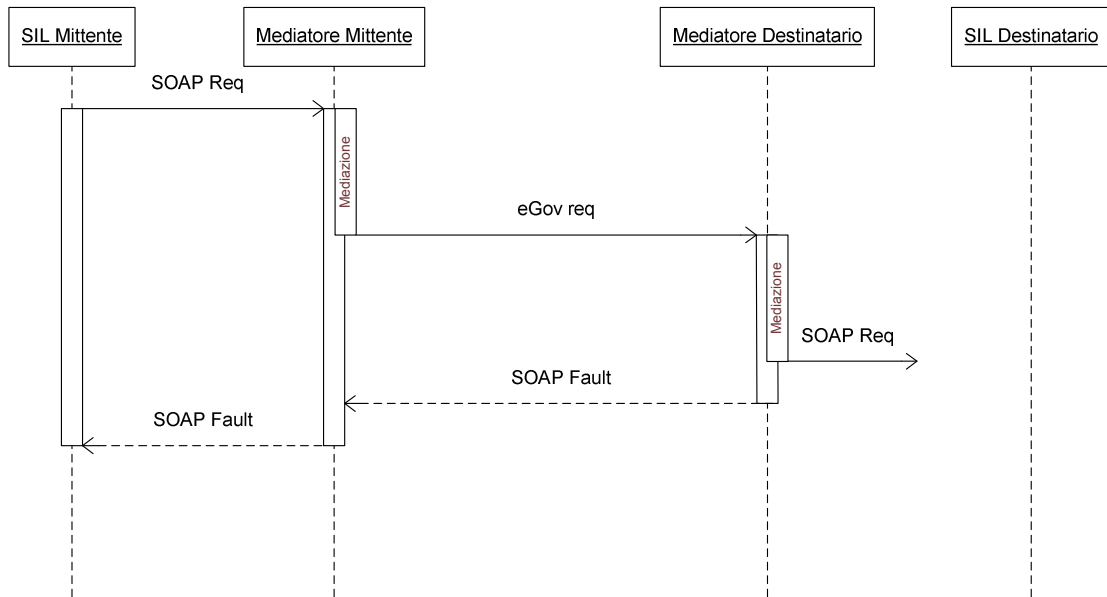 SIL Mittente
Mediatore Mittente
Mediatore Destinatario
SIL Destinatario
SOAP Req
Mediazione
eGov req
Mediazione
SOAP Req
SOAP Fault
SOAP Fault